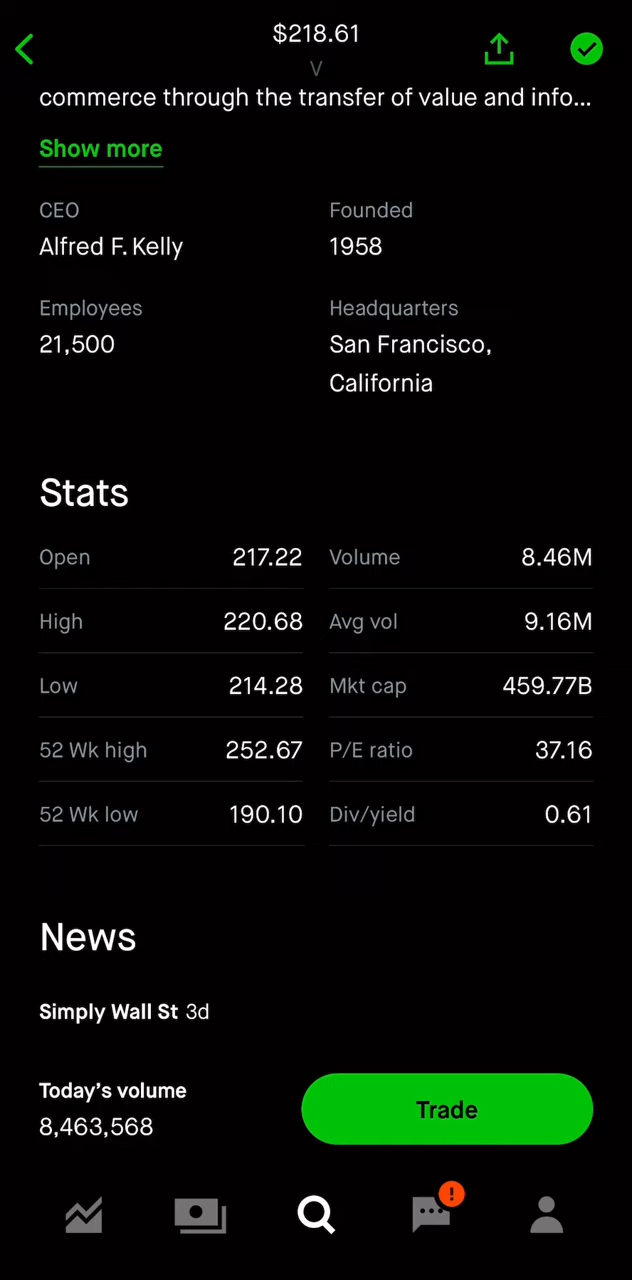 $218.61
V
commerce through the transfer of value and info...
Show more
CEO
Alfred F. Kelly
Founded
1958
Employees
21,500
Headquarters
San Francisco,
California
Stats
Open 217.22
High 220.68
Low 214.28
52 Wk high 252.67
52 Wk low 190.10
Volume 8.46M
Avg vol 9.16M
Mkt cap 459.77B
P/E ratio 37.16
Div/yield 0.61
News
Simply Wall St 3d
Today's volume
8,463,568
Trade
!